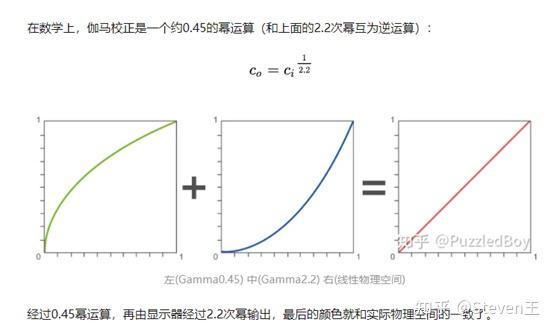 在数学上，伽马校正是一个约0.45的幂运算（和上面的2.2次幂互为逆运算）：
c_o = c_i^{\frac{1}{2.2}}
1 1 1
+ =
0 1 0 1 0 1
知乎 @PuzzledBoy
左(Gamma0.45) 中(Gamma2.2) 右(线性物理空间)
经过0.45幂运算，再由显示器经过2.2次幂输出，最后的颜色就和实际物理空间的一致了。
知乎 @Steven王